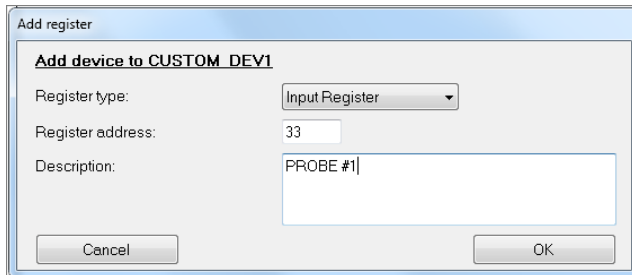 Add register
Add device to CUSTOM_DEV1
Register type:
Input Register
Register address:
33
Description:
PROBE #1
Cancel
OK